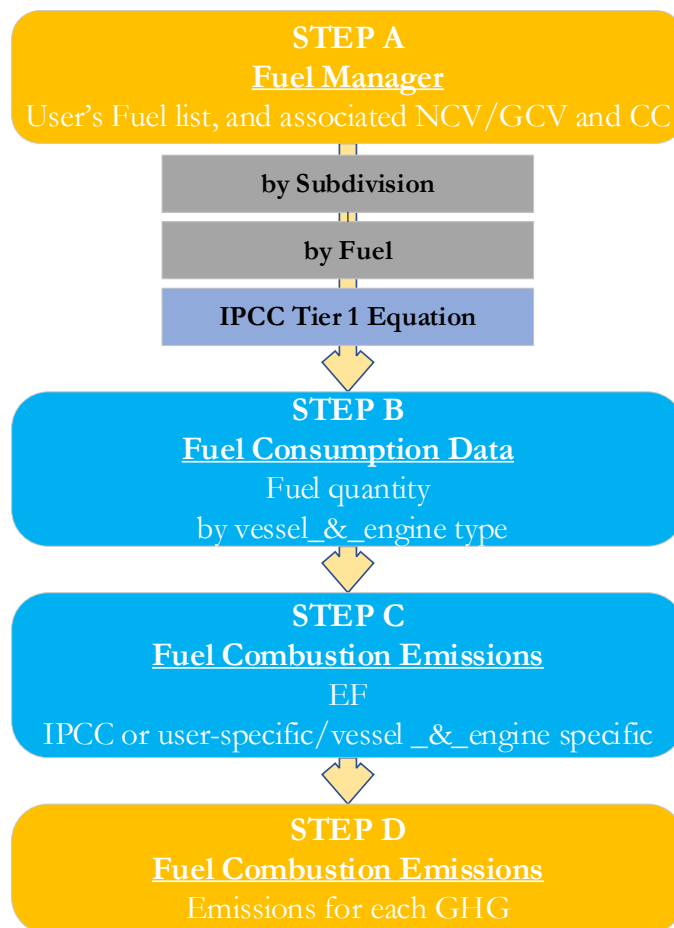 STEP A
Fuel Manager
User's Fuel list, and associated NCV/GCV and CC
by Subdivision
by Fuel
IPCC Tier 1 Equation
STEP B
Fuel Consumption Data
Fuel quantity
by vessel_&_engine type
STEP C
Fuel Combustion Emissions
EF
IPCC or user-specific/vessel _&_engine specific
STEP D
Fuel Combustion Emissions
Emissions for each GHG